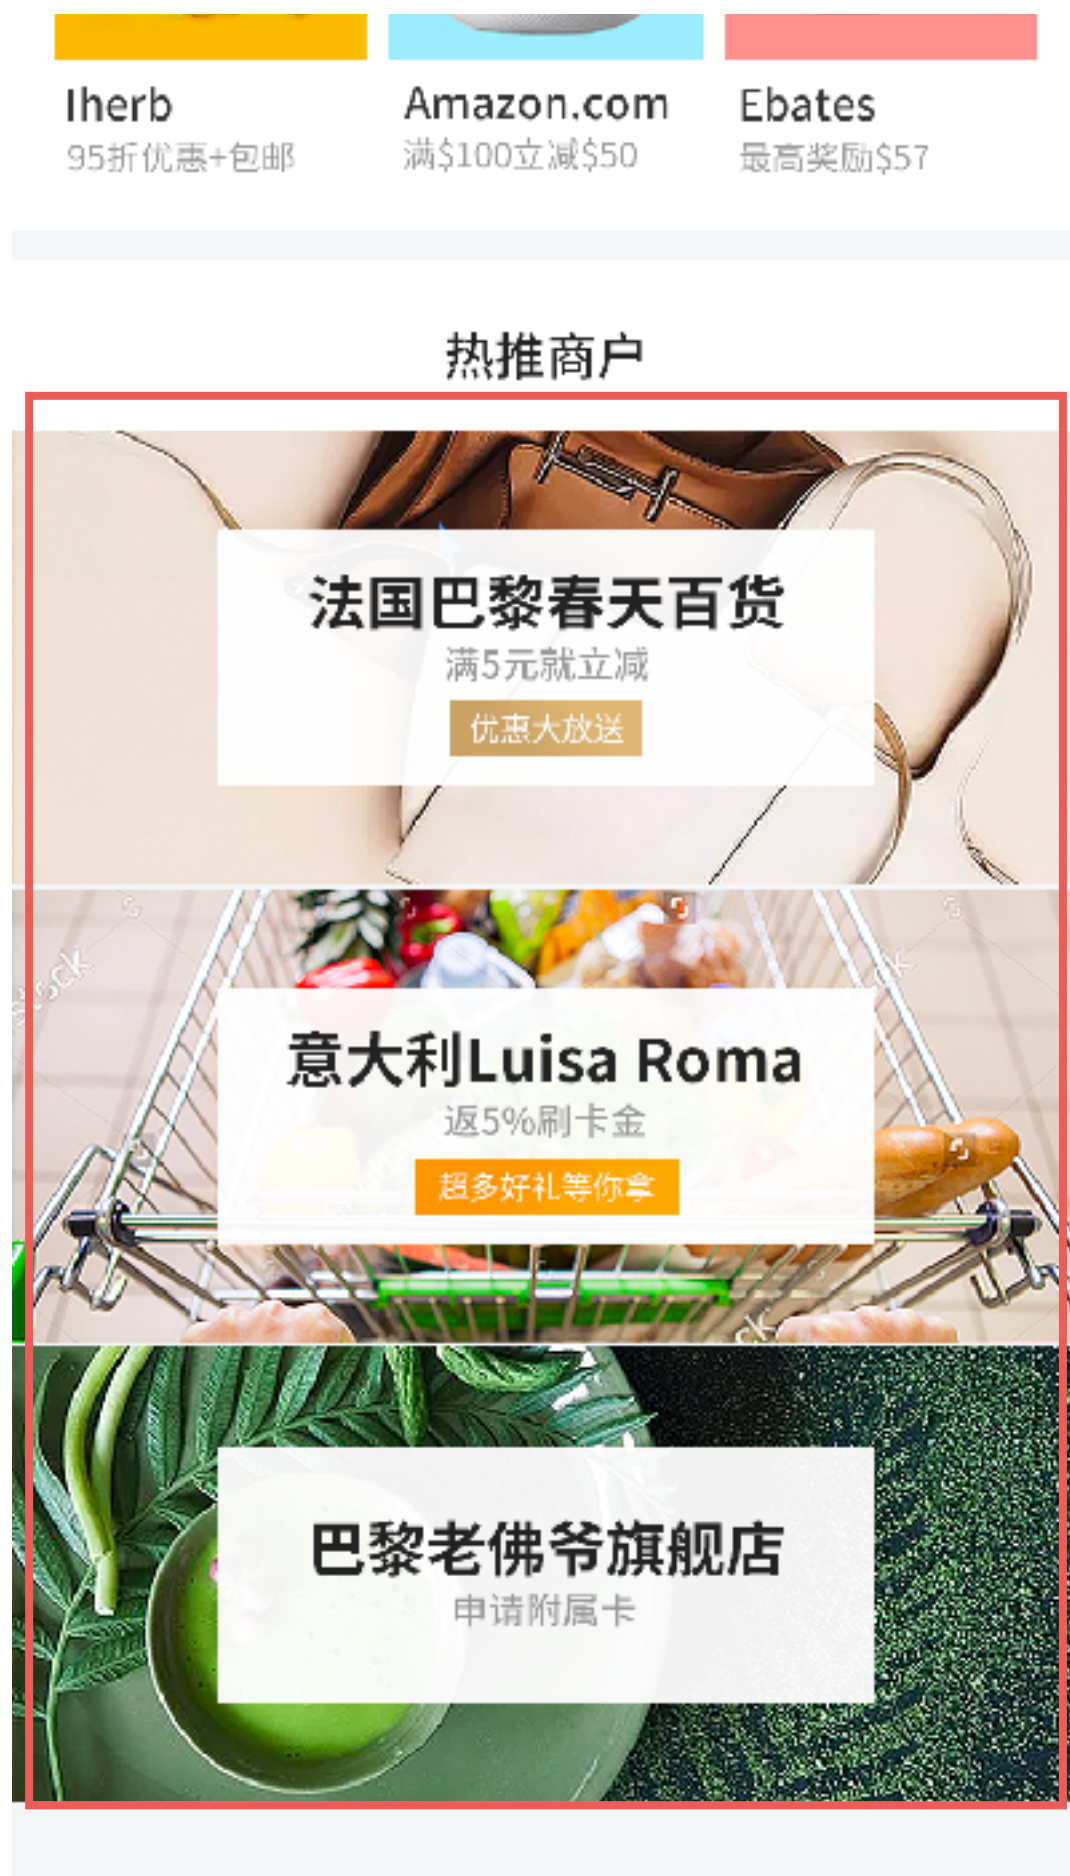 Iherb
95折优惠+包邮
Amazon.com
满$100立减$50
Ebates
最高奖励$57
热推商户
法国巴黎春天百货
满5元就立减
优惠大放送
意大利Luisa Roma
返5%刷卡金
超多好礼等你拿
巴黎老佛爷旗舰店
申请附属卡